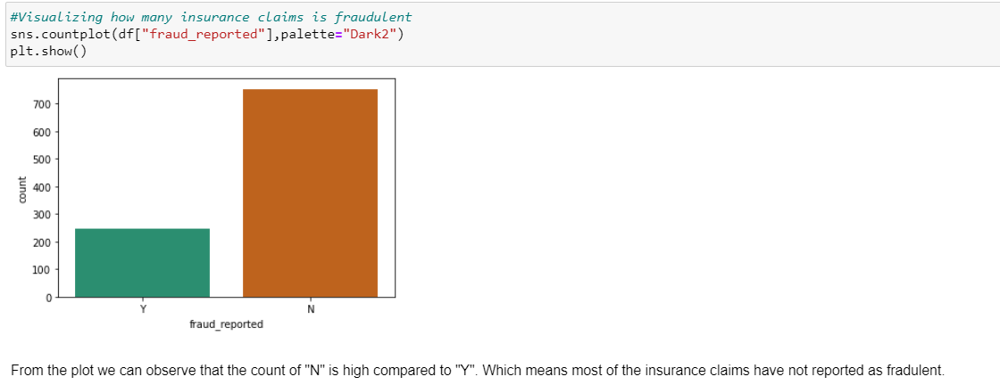 #Visualizing how many insurance claims is fraudulent
sns.countplot(df["fraud_reported"],palette="Dark2")
plt.show()
700
600
500
400
300
200
100
0
count
Y
N
fraud_reported
From the plot we can observe that the count of "N" is high compared to "Y". Which means most of the insurance claims have not reported as fradulent.